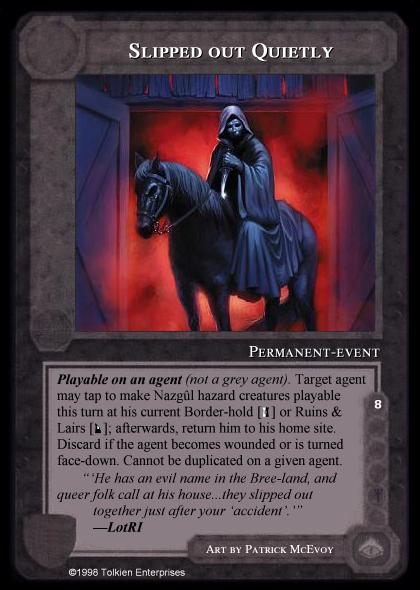 Slipped out Quietly
Permanent-event
Playable on an agent (not a grey agent). Target agent
may tap to make Nazgûl hazard creatures playable
this turn at his current Border-hold [ ] or Ruins &
Lairs [ ]; afterwards, return him to his home site.
Discard if the agent becomes wounded or is turned
face-down. Cannot be duplicated on a given agent.
“‘He has an evil name in the Bree-land, and
queer folk call at his house...they slipped out
together just after your ‘accident’.’”
—LotRI
8
Art by Patrick McEvoy
©1998 Tolkien Enterprises